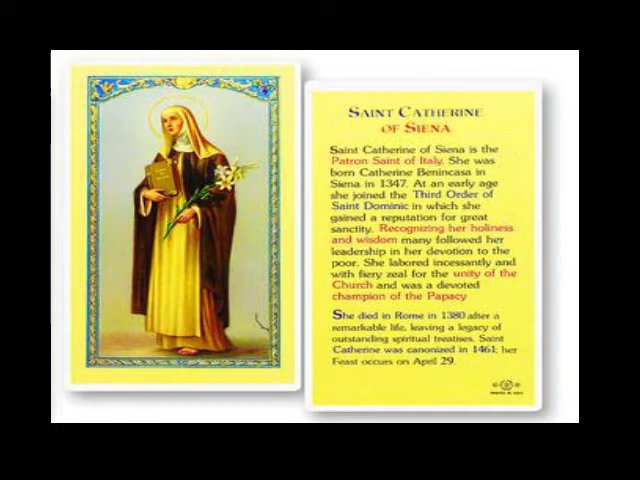 SAINT CATHERINE
OF SIENA
Saint Catherine of Siena is the
Patron Saint of Italy. She was
born Catherine Benincasa in
Siena in 1347. At an early age
she joined the Third Order of
Saint Dominic in which she
gained a reputation for great
sanctity. Recognizing her holiness
and wisdom many followed her
leadership in her devotion to the
poor. She labored incessantly and
with fiery zeal for the unity of the
Church and was a devoted
champion of the Papacy
She died in Rome in 1380 after a
remarkable life, leaving a legacy of
outstanding spiritual treatises. Saint
Catherine was canonized in 1461; her
Feast occurs on April 29.
PRINTED IN ITALY